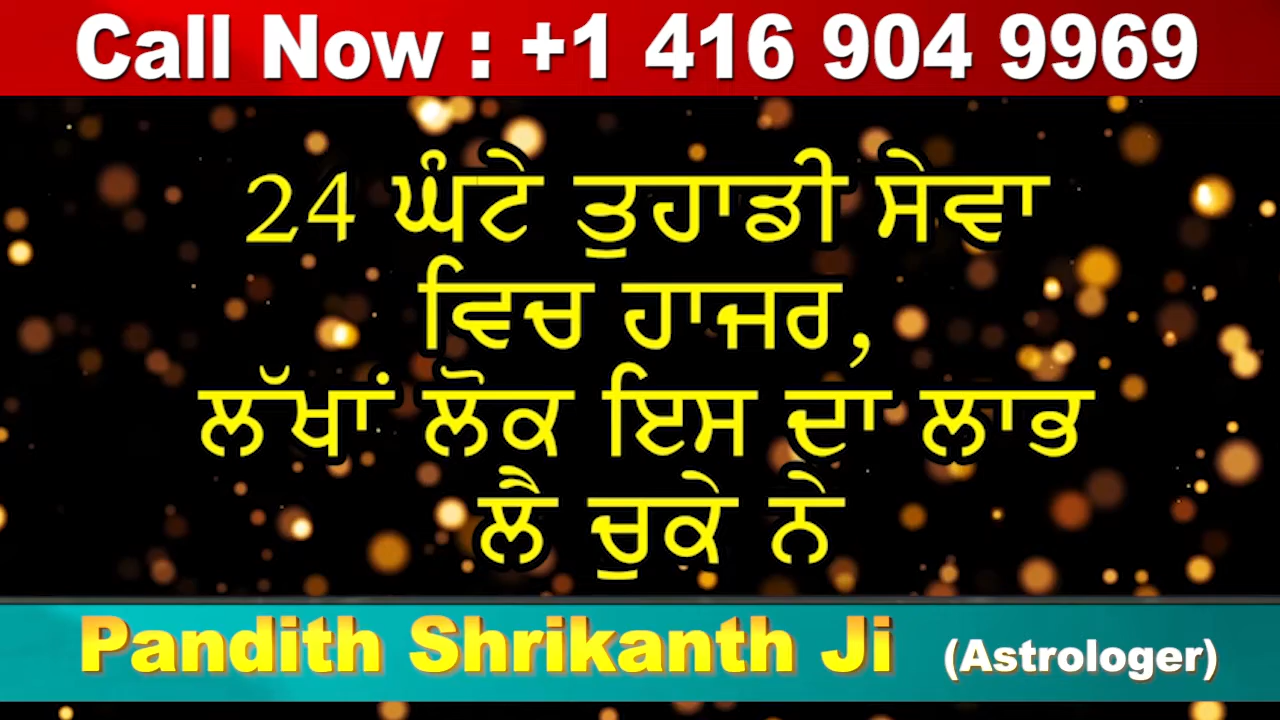 Call Now : +1 416 904 9969
24 ਘੰਟੇ ਤੁਹਾਡੀ ਸੇਵਾ
ਵਿਚ ਹਾਜਰ,
ਲੱਖਾਂ ਲੋਕ ਇਸ ਦਾ ਲਾਭ
ਲੈ ਚੁਕੇ ਨੇ
Pandith Shrikanth Ji (Astrologer)